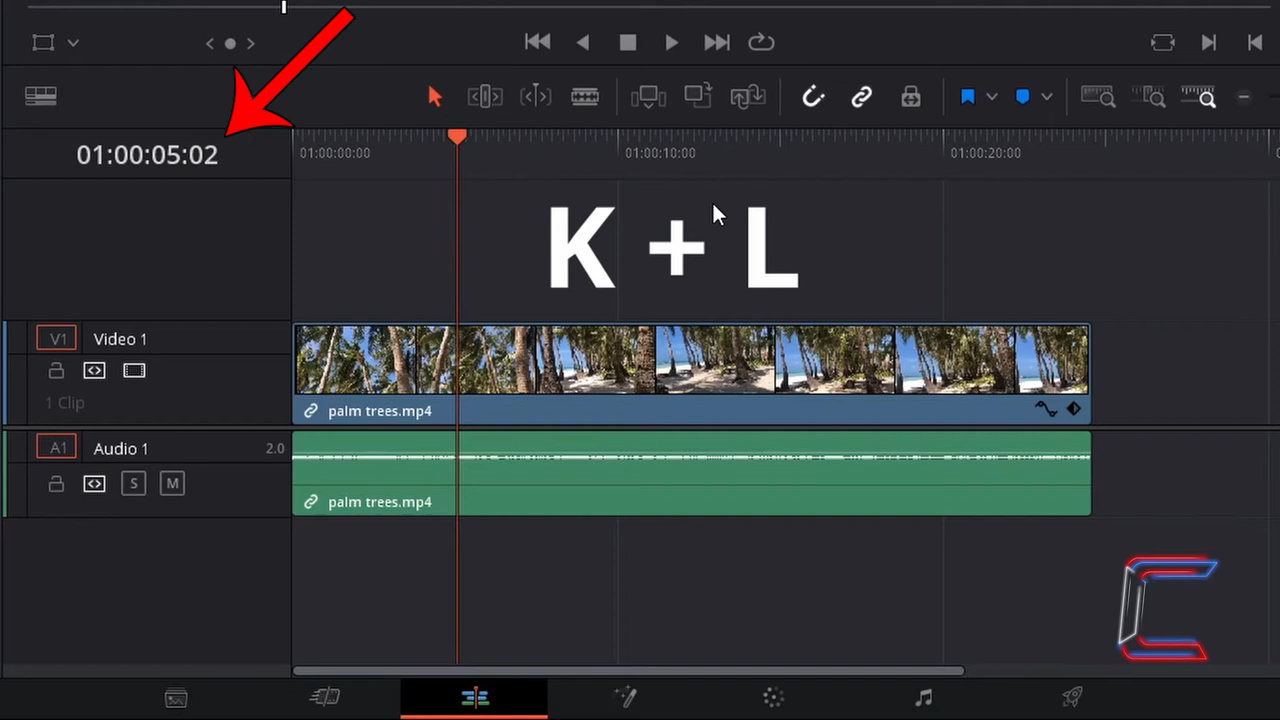 01:00:05:02
01:00:00:00
01:00:10:00
01:00:20:00
K + L
V1
Video 1
1 Clip
palm trees.mp4
A1
Audio 1
2.0
S
M
palm trees.mp4